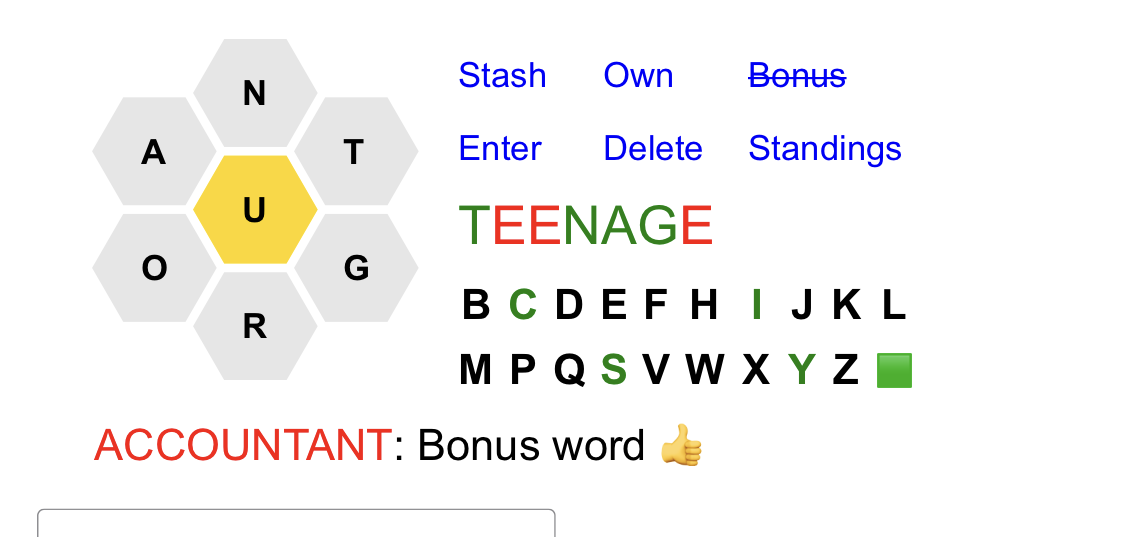 N
A T
U
O G
R
Stash Own Bonus
Enter Delete Standings
TEENAGE
B C D E F H I J K L
M P Q S V W X Y Z
ACCOUNTANT: Bonus word 👍